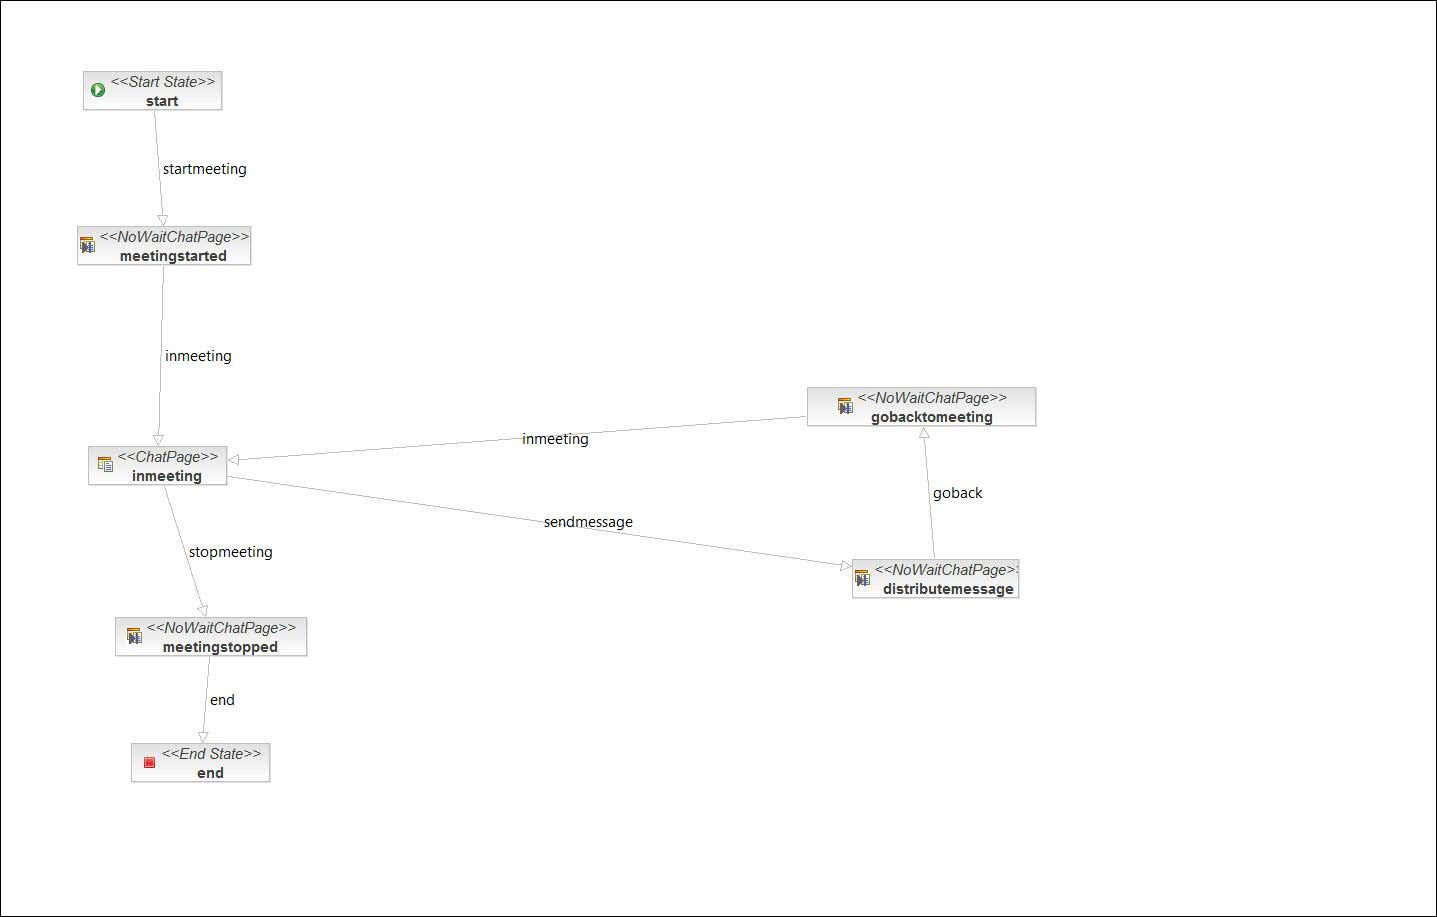 <<Start State>>
start
startmeeting
<<NoWaitChatPage>>
meetingstarted
inmeeting
<<NoWaitChatPage>>
gobacktomeeting
inmeeting
<<ChatPage>>
inmeeting
goback
sendmessage
stopmeeting
<<NoWaitChatPage>
distributemessage
<<NoWaitChatPage>>
meetingstopped
end
<<End State>>
end